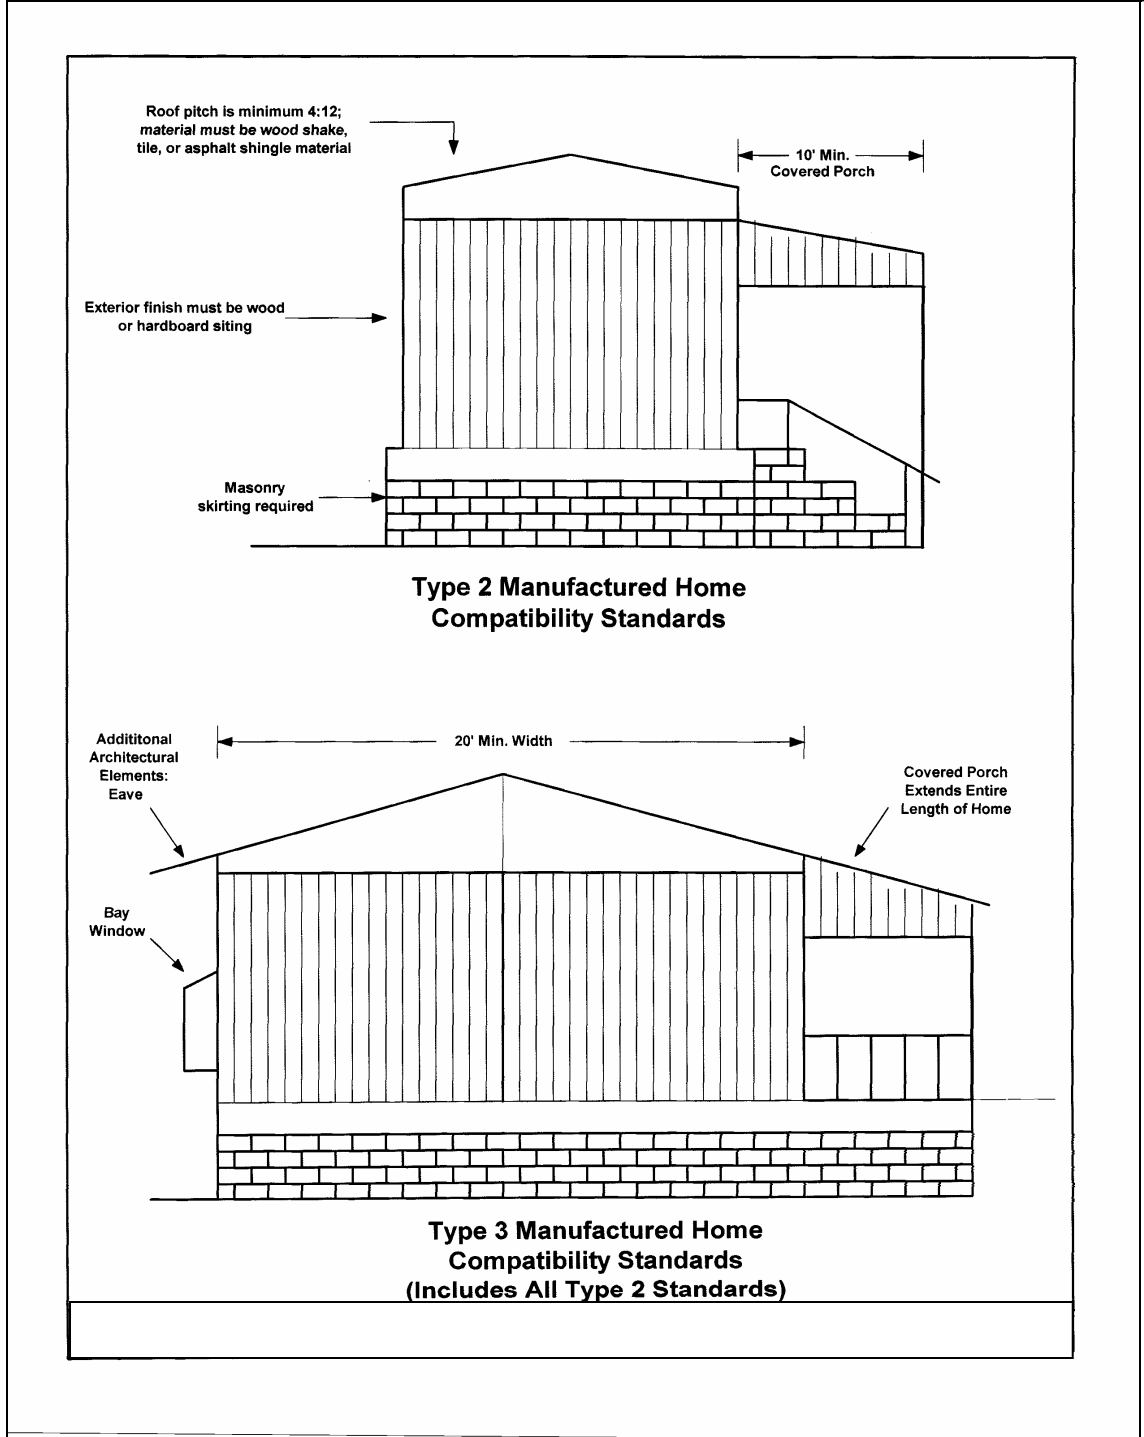 Roof pitch is minimum 4:12;
material must be wood shake,
tile, or asphalt shingle material
10' Min.
Covered Porch
Exterior finish must be wood
or hardboard siting
Masonry
skirting required
Type 2 Manufactured Home
Compatibility Standards
Addititonal
Architectural
Elements:
Eave
20' Min. Width
Covered Porch
Extends Entire
Length of Home
Bay
Window
Type 3 Manufactured Home
Compatibility Standards
(Includes All Type 2 Standards)